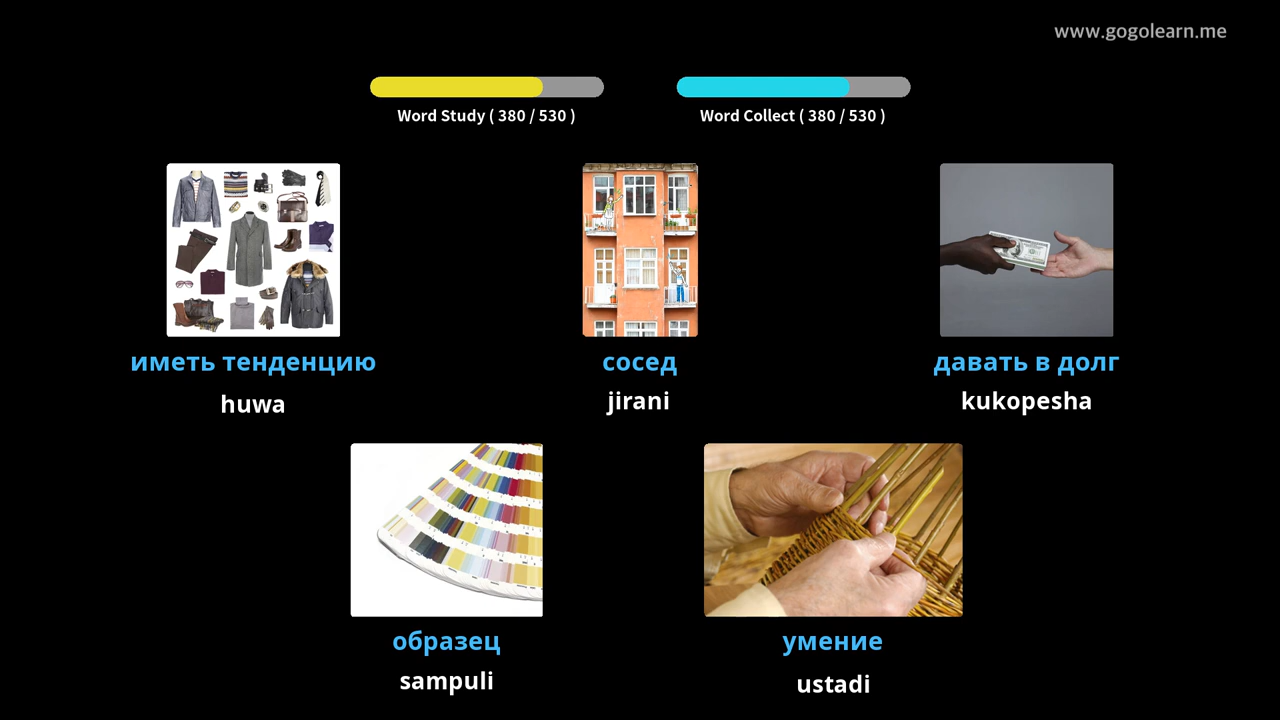 www.gogolearn.me
Word Study ( 380 / 530 )
Word Collect ( 380 / 530 )
иметь тенденцию
huwa
сосед
jirani
давать в долг
kukopesha
образец
sampuli
умение
ustadi